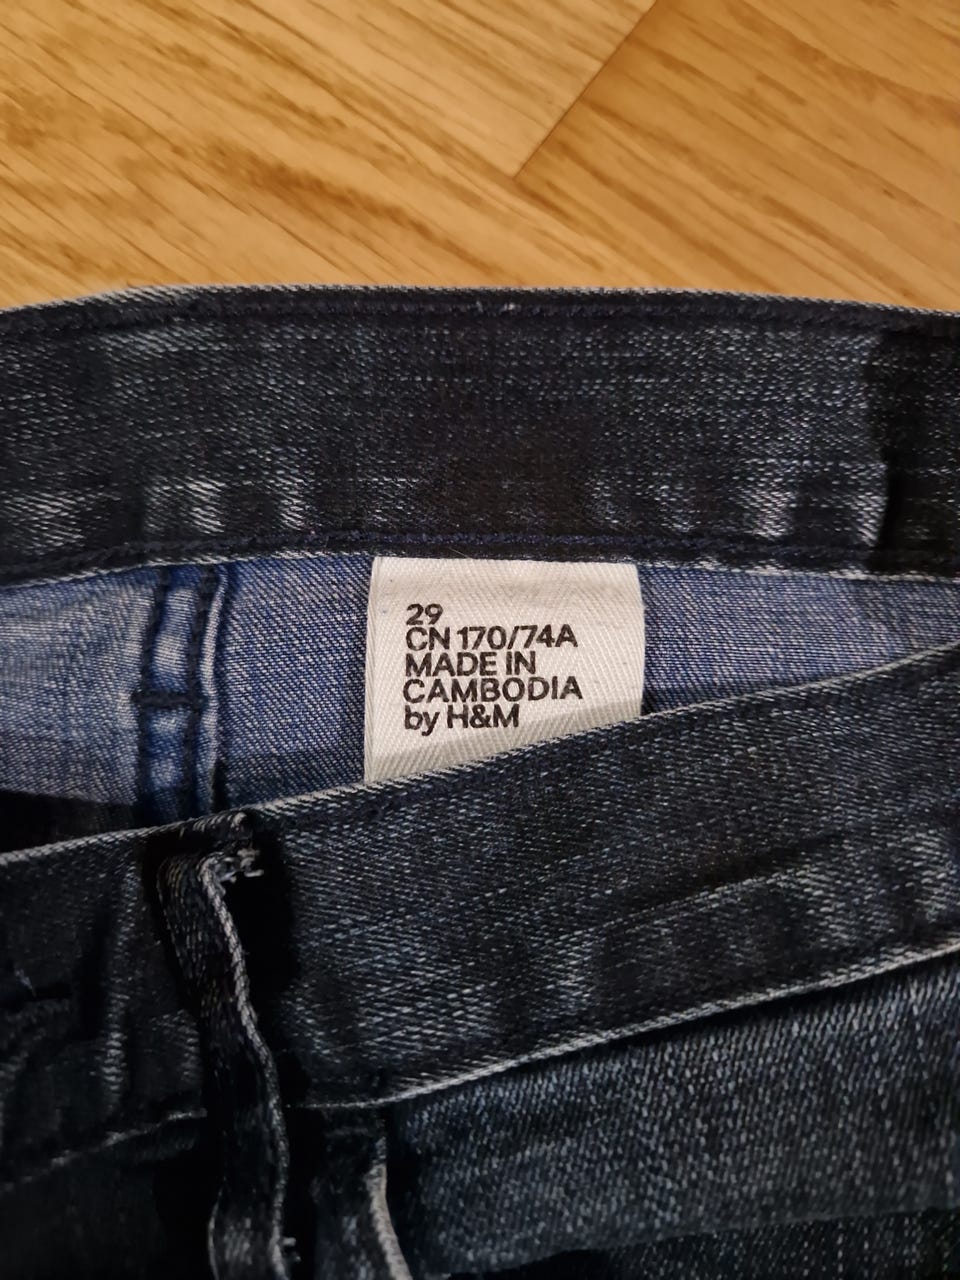 29
CN 170/74A
MADE IN
CAMBODIA
by H&M